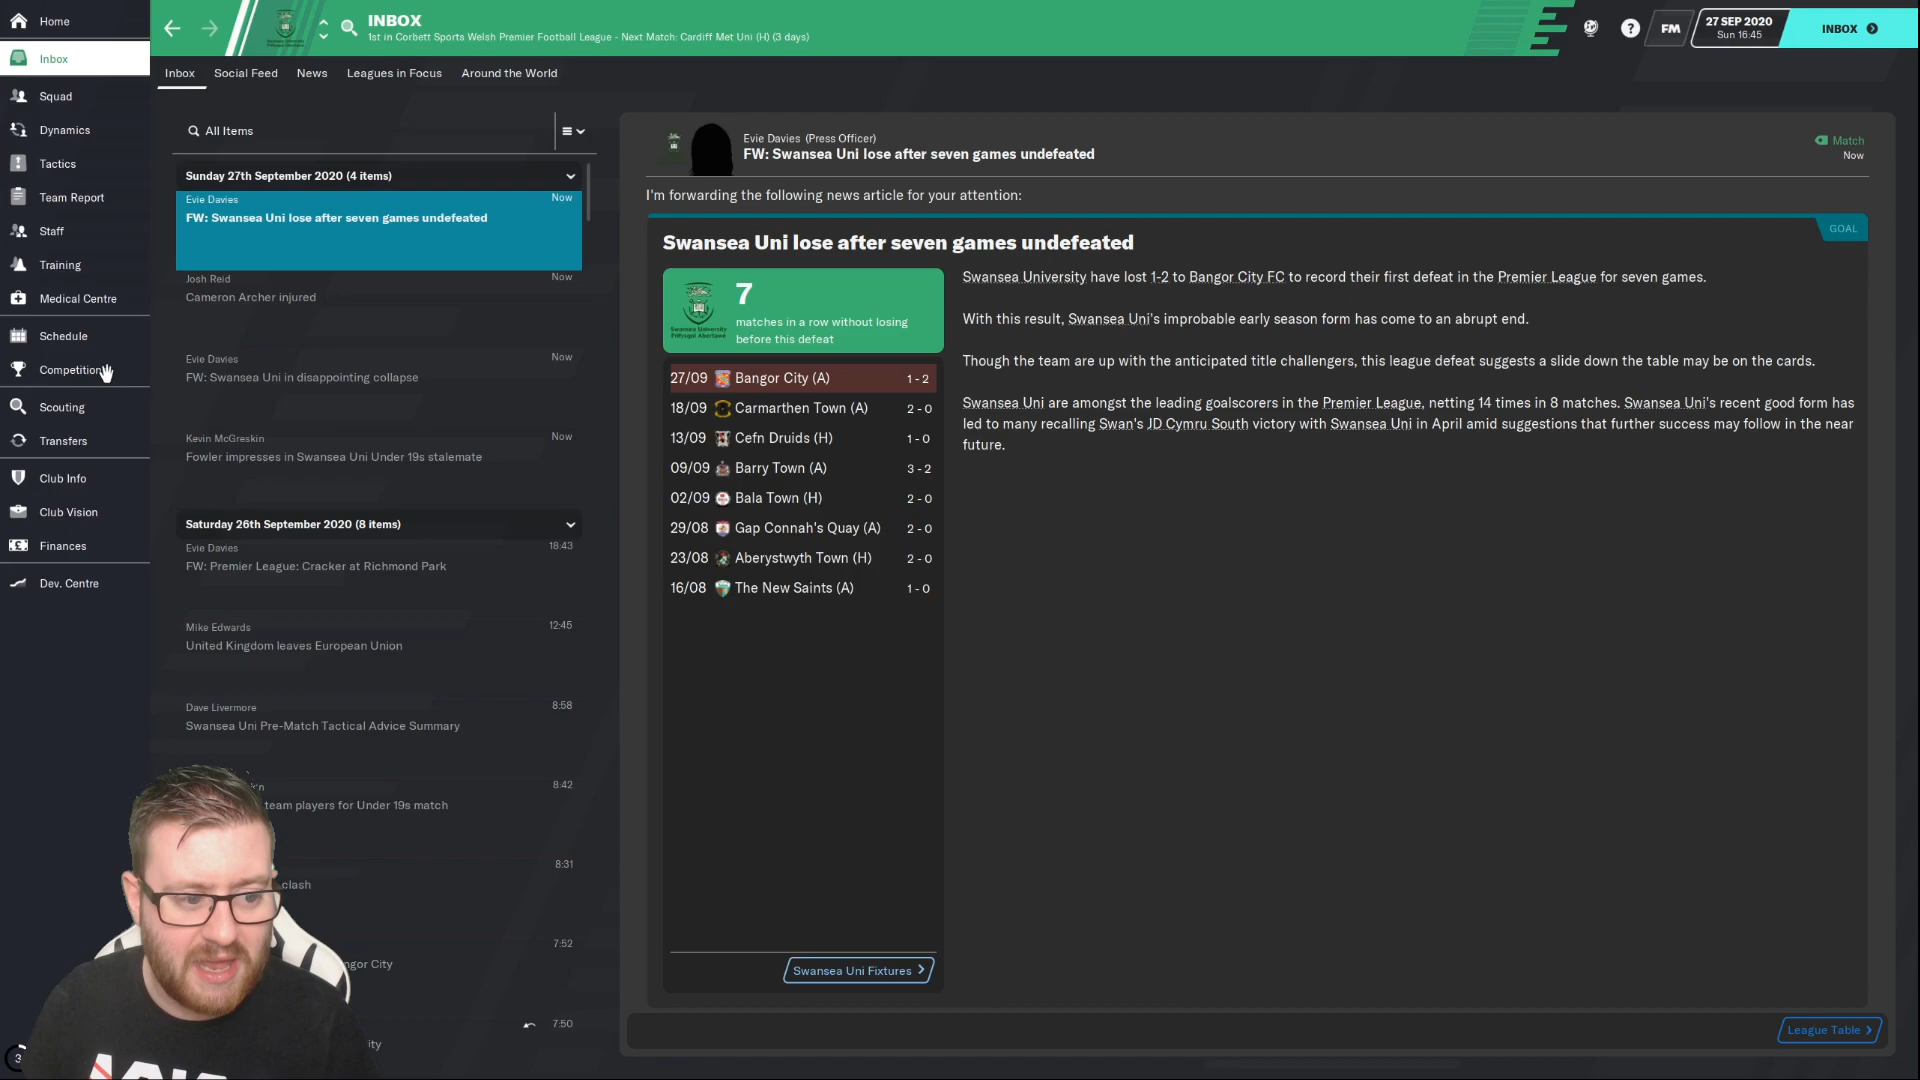 Home
Inbox
Squad
Dynamics
Tactics
Team Report
Staff
Training
Medical Centre
Schedule
Competition
Scouting
Transfers
Club Info
Club Vision
Finances
Dev. Centre
INBOX
1st in Corbett Sports Welsh Premier Football League - Next Match: Cardiff Met Uni (H) (3 days)
?
FM
27 SEP 2020
Sun 16:45
INBOX
Inbox Social Feed News Leagues in Focus Around the World
All Items
Sunday 27th September 2020 (4 items)
Evie Davies Now
FW: Swansea Uni lose after seven games undefeated
Josh Reid Now
Cameron Archer injured
Evie Davies Now
FW: Swansea Uni in disappointing collapse
Kevin McGreskin Now
Fowler impresses in Swansea Uni Under 19s stalemate
Saturday 26th September 2020 (8 items)
Evie Davies 18:43
FW: Premier League: Cracker at Richmond Park
Mike Edwards 12:45
United Kingdom leaves European Union
Dave Livermore 8:58
Swansea Uni Pre-Match Tactical Advice Summary
8:42
team players for Under 19s match
8:31
clash
7:52
ngor City
7:50
ity
3
Evie Davies (Press Officer)
FW: Swansea Uni lose after seven games undefeated
Match
Now
I'm forwarding the following news article for your attention:
GOAL
Swansea Uni lose after seven games undefeated
Swansea University
Prifysgol Abertawe
7
matches in a row without losing
before this defeat
27/09 Bangor City (A) 1 - 2
18/09 Carmarthen Town (A) 2 - 0
13/09 Cefn Druids (H) 1 - 0
09/09 Barry Town (A) 3 - 2
02/09 Bala Town (H) 2 - 0
29/08 Gap Connah's Quay (A) 2 - 0
23/08 Aberystwyth Town (H) 2 - 0
16/08 The New Saints (A) 1 - 0
Swansea Uni Fixtures
Swansea University have lost 1-2 to Bangor City FC to record their first defeat in the Premier League for seven games.
With this result, Swansea Uni's improbable early season form has come to an abrupt end.
Though the team are up with the anticipated title challengers, this league defeat suggests a slide down the table may be on the cards.
Swansea Uni are amongst the leading goalscorers in the Premier League, netting 14 times in 8 matches. Swansea Uni's recent good form has
led to many recalling Swan's JD Cymru South victory with Swansea Uni in April amid suggestions that further success may follow in the near
future.
League Table